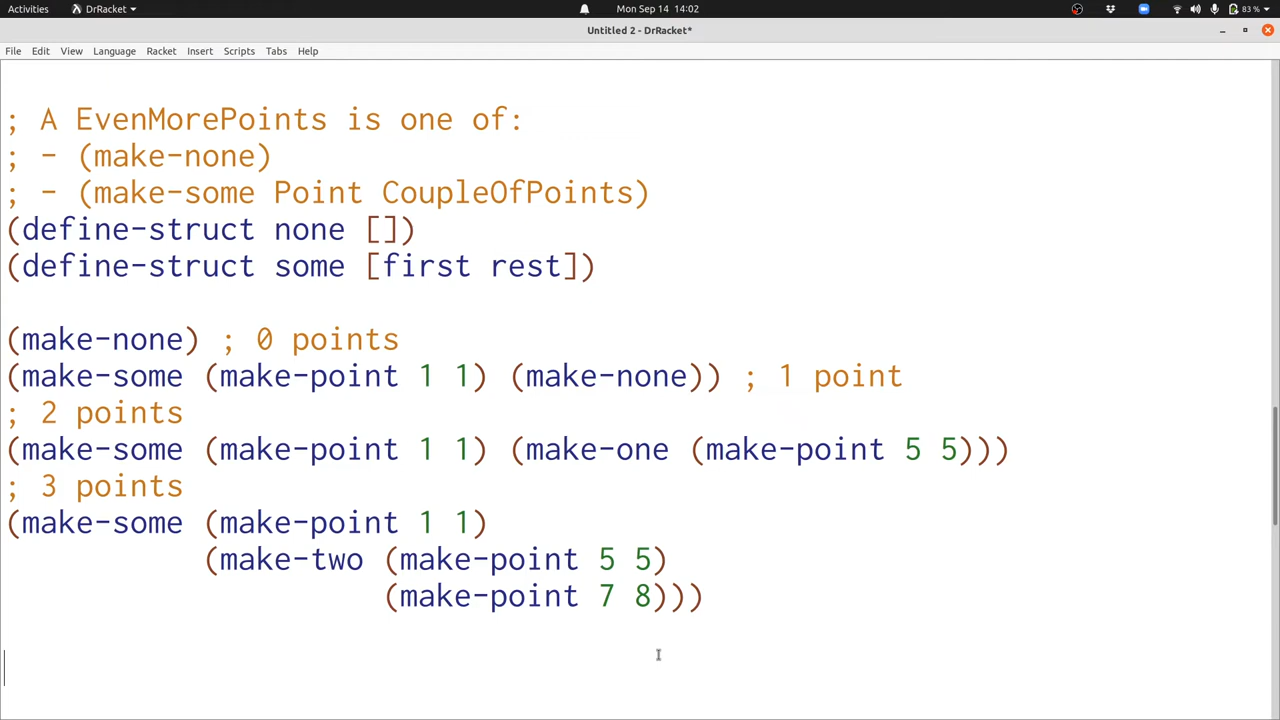 Activities DrRacket Mon Sep 14 14:02 83 %
Untitled 2 - DrRacket*
File Edit View Language Racket Insert Scripts Tabs Help
; A EvenMorePoints is one of:
; - (make-none)
; - (make-some Point CoupleOfPoints)
(define-struct none [])
(define-struct some [first rest])
(make-none) ; 0 points
(make-some (make-point 1 1) (make-none)) ; 1 point
; 2 points
(make-some (make-point 1 1) (make-one (make-point 5 5)))
; 3 points
(make-some (make-point 1 1)
(make-two (make-point 5 5)
(make-point 7 8)))